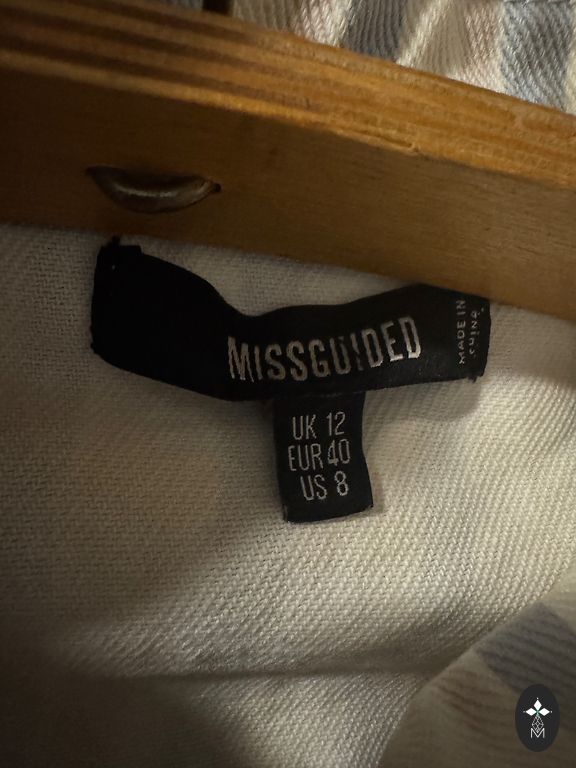 MISSGUIDED
MADE IN
CHINA
UK 12
EUR 40
US 8